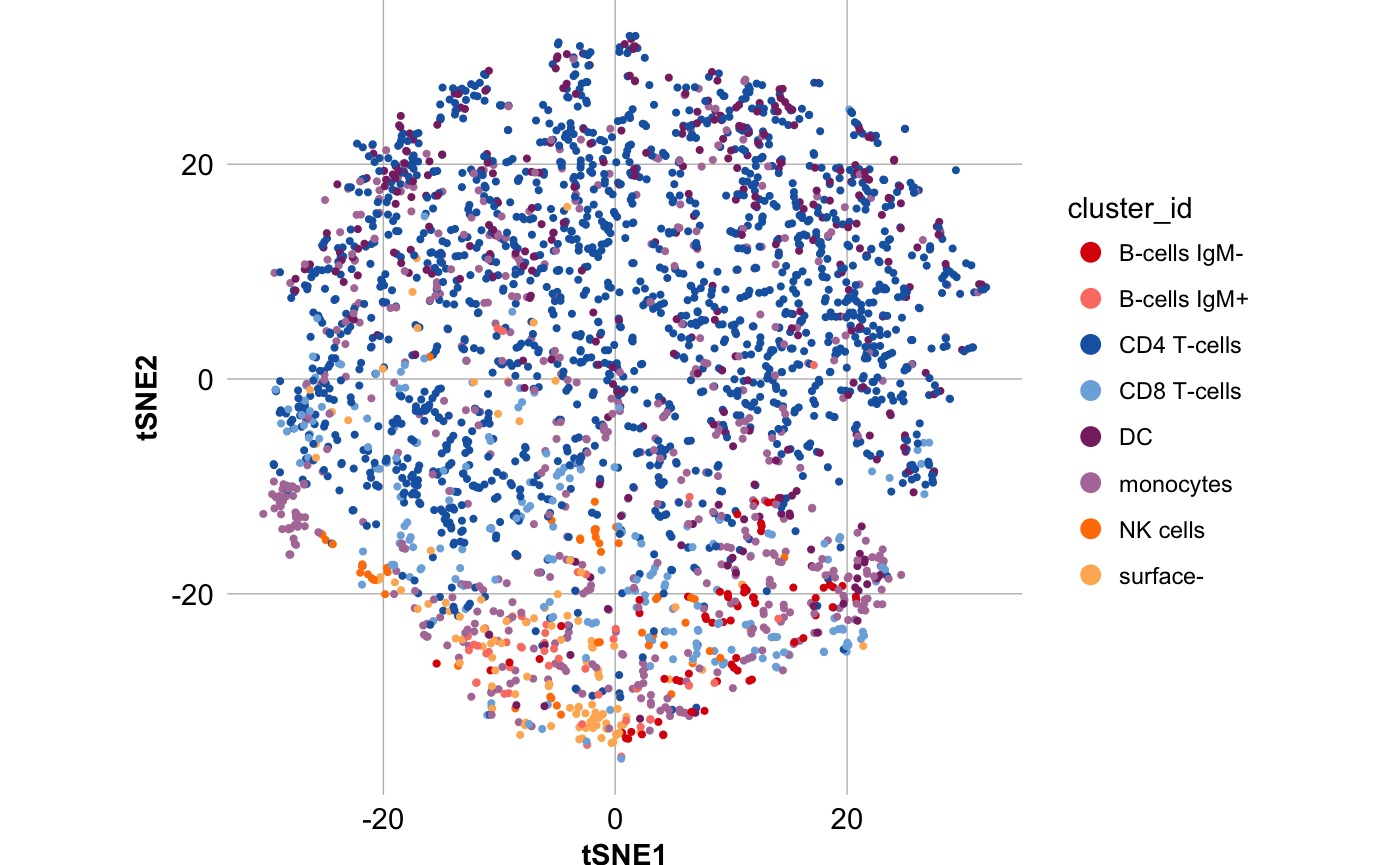 20
0
-20
tSNE2
-20
0
20
tSNE1
cluster_id
B-cells IgM-
B-cells IgM+
CD4 T-cells
CD8 T-cells
DC
monocytes
NK cells
surface-